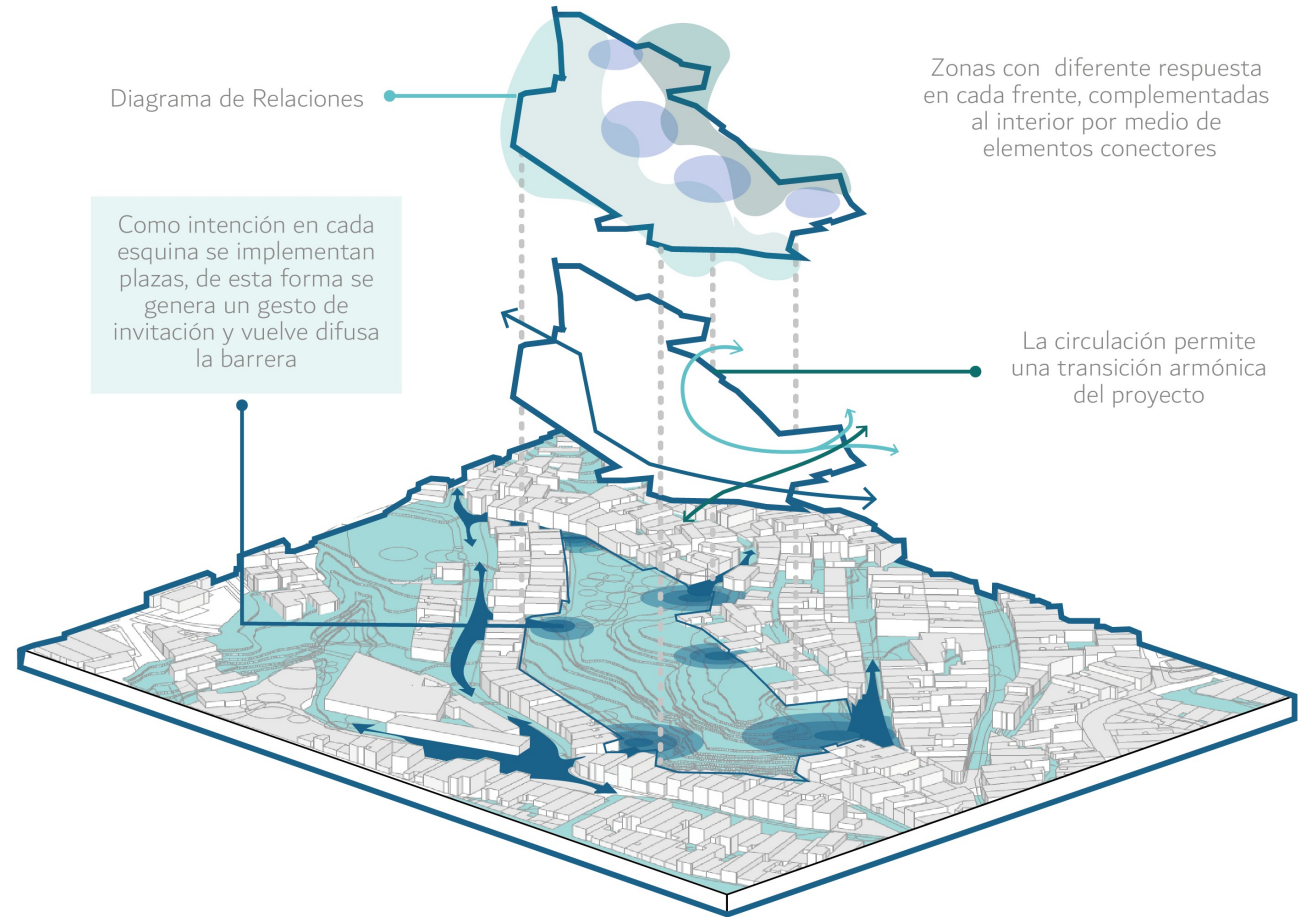 Diagrama de Relaciones
Zonas con diferente respuesta
en cada frente, complementadas
al interior por medio de
elementos conectores
Como intención en cada
esquina se implementan
plazas, de esta forma se
genera un gesto de
invitación y vuelve difusa
la barrera
La circulación permite
una transición armónica
del proyecto